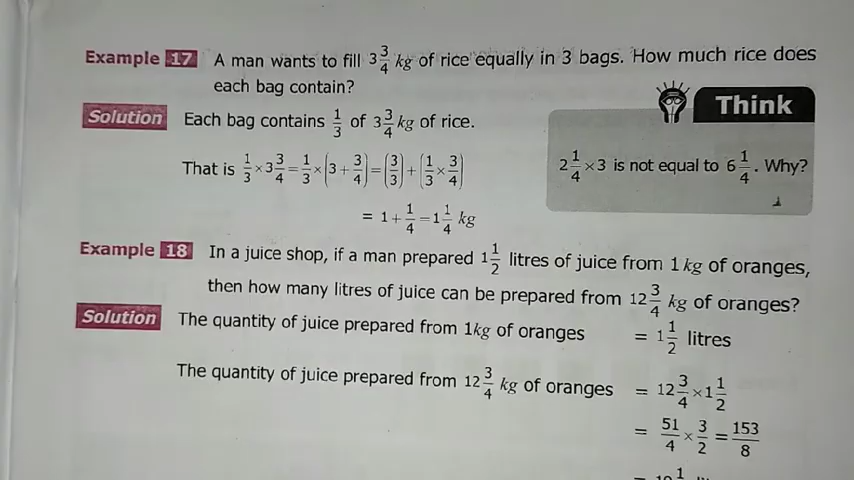 Example 17 A man wants to fill 3 3/4 kg of rice equally in 3 bags. How much rice does
each bag contain?
Solution Each bag contains 1/3 of 3 3/4 kg of rice.
That is 1/3 × 3 3/4 = 1/3 × (3 + 3/4) = (3/3) + (1/3 × 3/4)
= 1 + 1/4 = 1 1/4 kg
Think
2 1/4 × 3 is not equal to 6 1/4. Why?
Example 18 In a juice shop, if a man prepared 1 1/2 litres of juice from 1 kg of oranges,
then how many litres of juice can be prepared from 12 3/4 kg of oranges?
Solution The quantity of juice prepared from 1kg of oranges = 1 1/2 litres
The quantity of juice prepared from 12 3/4 kg of oranges = 12 3/4 × 1 1/2
= 51/4 × 3/2 = 153/8